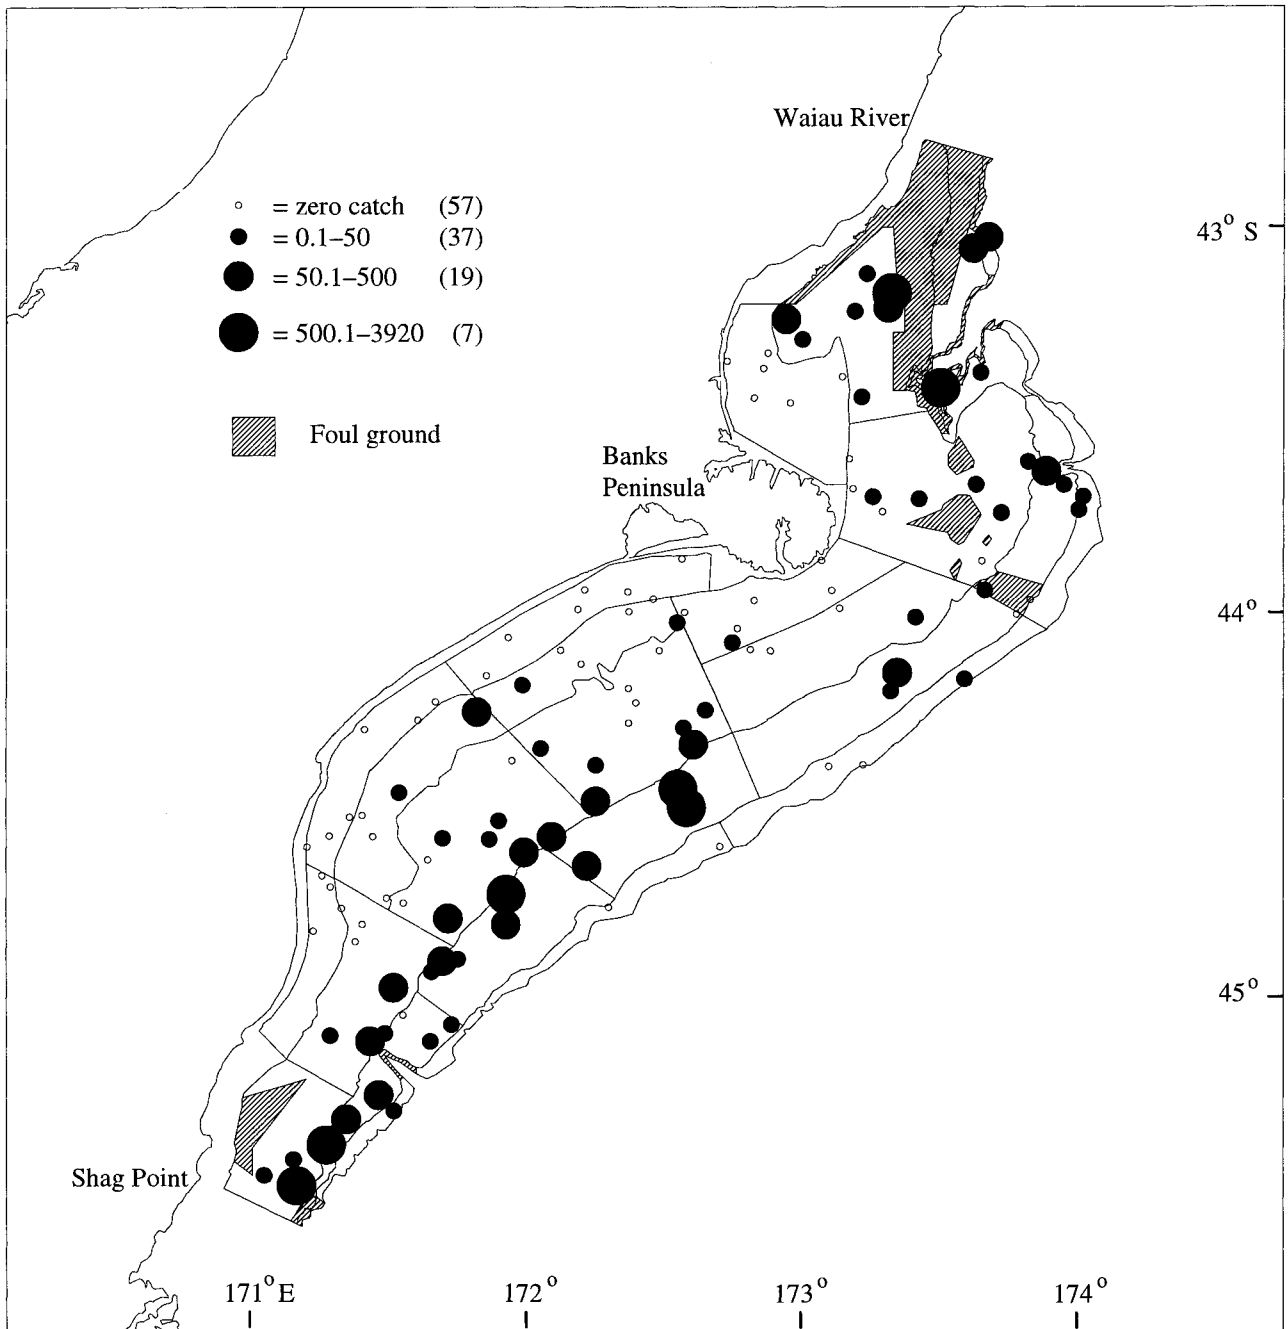 Waiau River
= zero catch (57)
= 0.1–50 (37)
= 50.1–500 (19)
= 500.1–3920 (7)
Foul ground
43° S
Banks
Peninsula
44°
45°
Shag Point
171° E 172° 173° 174°